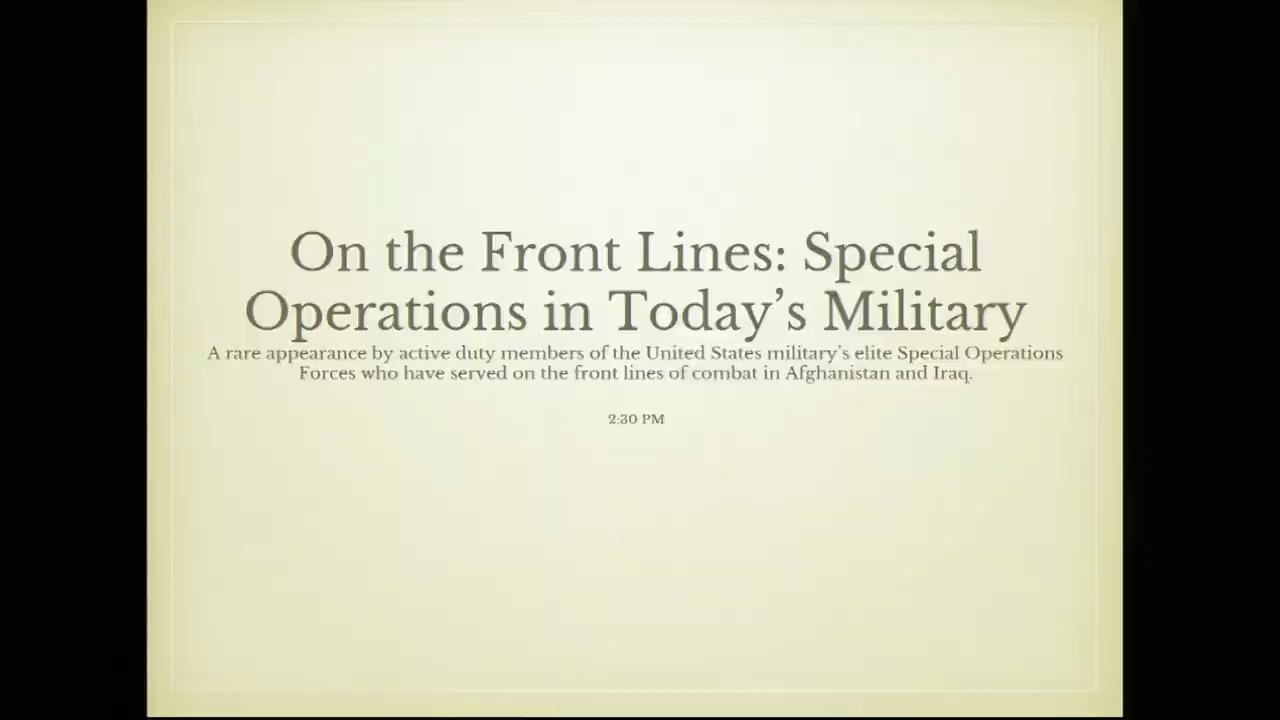 On the Front Lines: Special
Operations in Today’s Military
A rare appearance by active duty members of the United States military’s elite Special Operations
Forces who have served on the front lines of combat in Afghanistan and Iraq.
2:30 PM